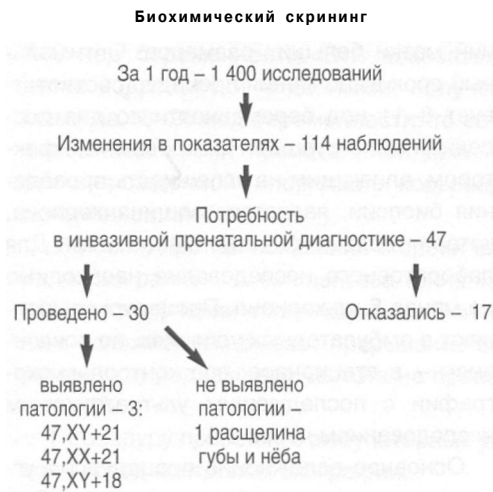 Биохимический скрининг
За 1 год – 1 400 исследований
Изменения в показателях – 114 наблюдений
Потребность
в инвазивной пренатальной диагностике – 47
Проведено – 30
Отказались – 17
выявлено
патологии – 3:
47,XY+21
47,XX+21
47,XY+18
не выявлено
патологии –
1 расщелина
губы и нёба